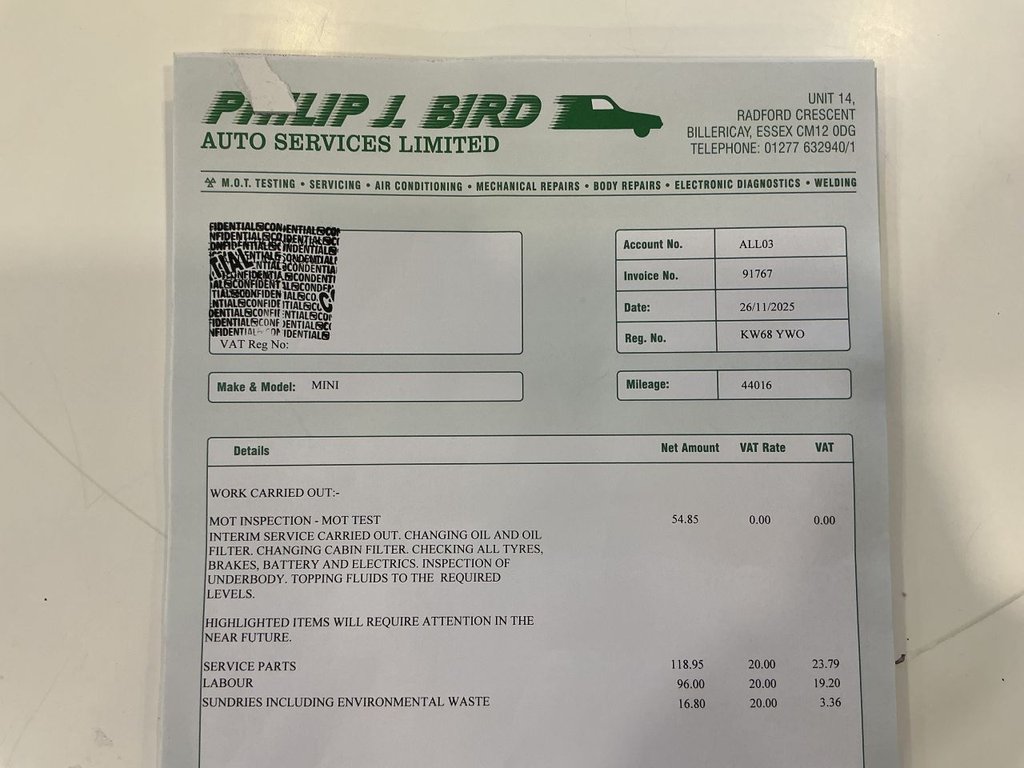 PHILIP J. BIRD
AUTO SERVICES LIMITED
UNIT 14,
RADFORD CRESCENT
BILLERICAY, ESSEX CM12 0DG
TELEPHONE: 01277 632940/1
M.O.T. TESTING • SERVICING • AIR CONDITIONING • MECHANICAL REPAIRS • BODY REPAIRS • ELECTRONIC DIAGNOSTICS • WELDING
VAT Reg No:
Account No. ALL03
Invoice No. 91767
Date: 26/11/2025
Reg. No. KW68 YWO
Make & Model: MINI
Mileage: 44016
Details Net Amount VAT Rate VAT
WORK CARRIED OUT:-
MOT INSPECTION - MOT TEST 54.85 0.00 0.00
INTERIM SERVICE CARRIED OUT. CHANGING OIL AND OIL
FILTER. CHANGING CABIN FILTER. CHECKING ALL TYRES,
BRAKES, BATTERY AND ELECTRICS. INSPECTION OF
UNDERBODY. TOPPING FLUIDS TO THE REQUIRED
LEVELS.
HIGHLIGHTED ITEMS WILL REQUIRE ATTENTION IN THE
NEAR FUTURE.
SERVICE PARTS 118.95 20.00 23.79
LABOUR 96.00 20.00 19.20
SUNDRIES INCLUDING ENVIRONMENTAL WASTE 16.80 20.00 3.36